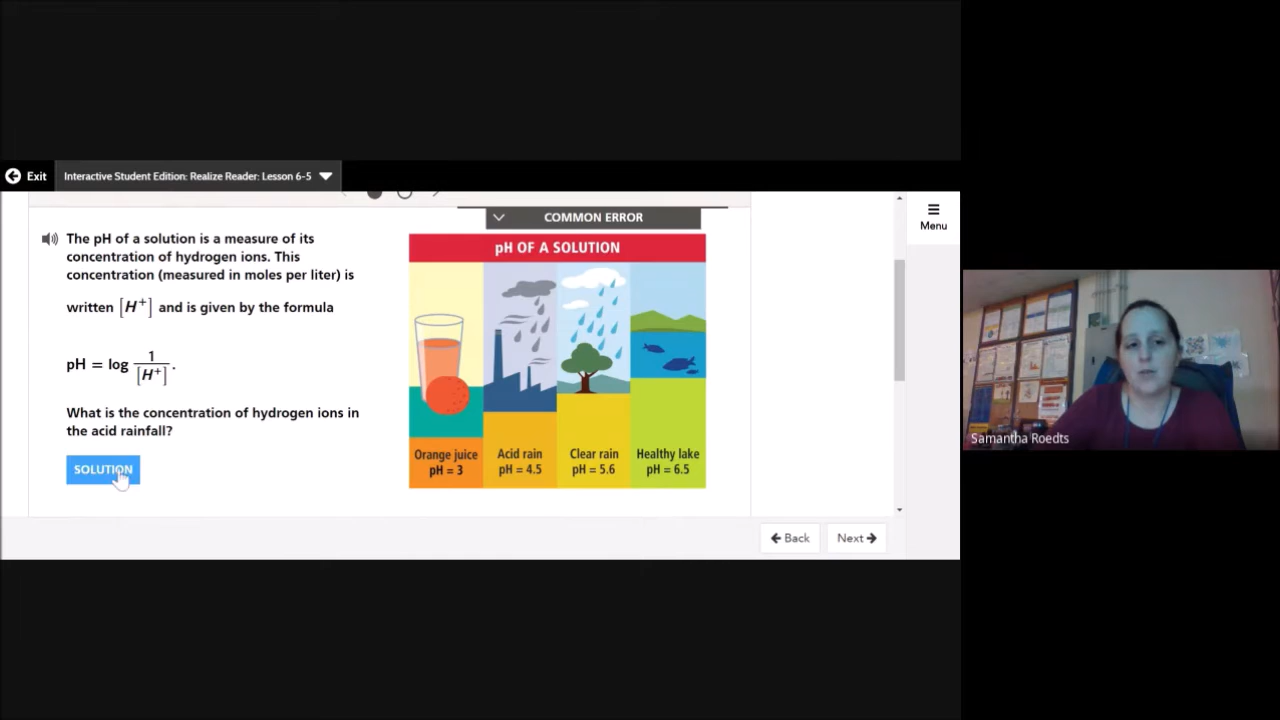 Exit
Interactive Student Edition: Realize Reader: Lesson 6-5
Menu
COMMON ERROR
The pH of a solution is a measure of its
concentration of hydrogen ions. This
concentration (measured in moles per liter) is
written [H⁺] and is given by the formula
pH = log 1/[H⁺].
What is the concentration of hydrogen ions in
the acid rainfall?
SOLUTION
pH OF A SOLUTION
Orange juice
pH = 3
Acid rain
pH = 4.5
Clear rain
pH = 5.6
Healthy lake
pH = 6.5
Back
Next
Samantha Roedts